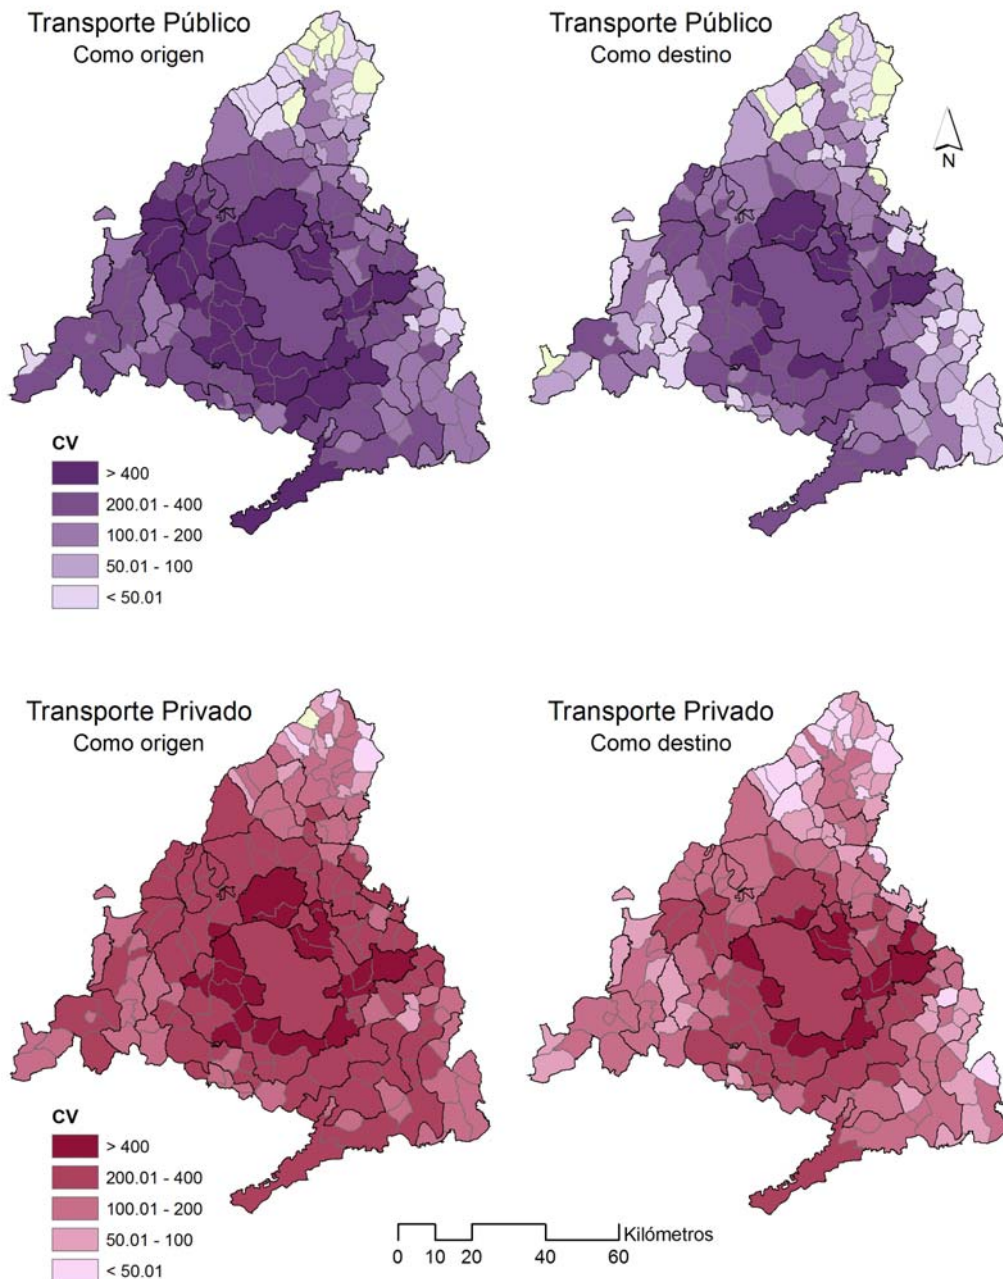 Transporte Público
Como origen
Transporte Público
Como destino
N
CV
> 400
200.01 - 400
100.01 - 200
50.01 - 100
< 50.01
Transporte Privado
Como origen
Transporte Privado
Como destino
CV
> 400
200.01 - 400
100.01 - 200
50.01 - 100
< 50.01
Kilómetros
0 10 20 40 60